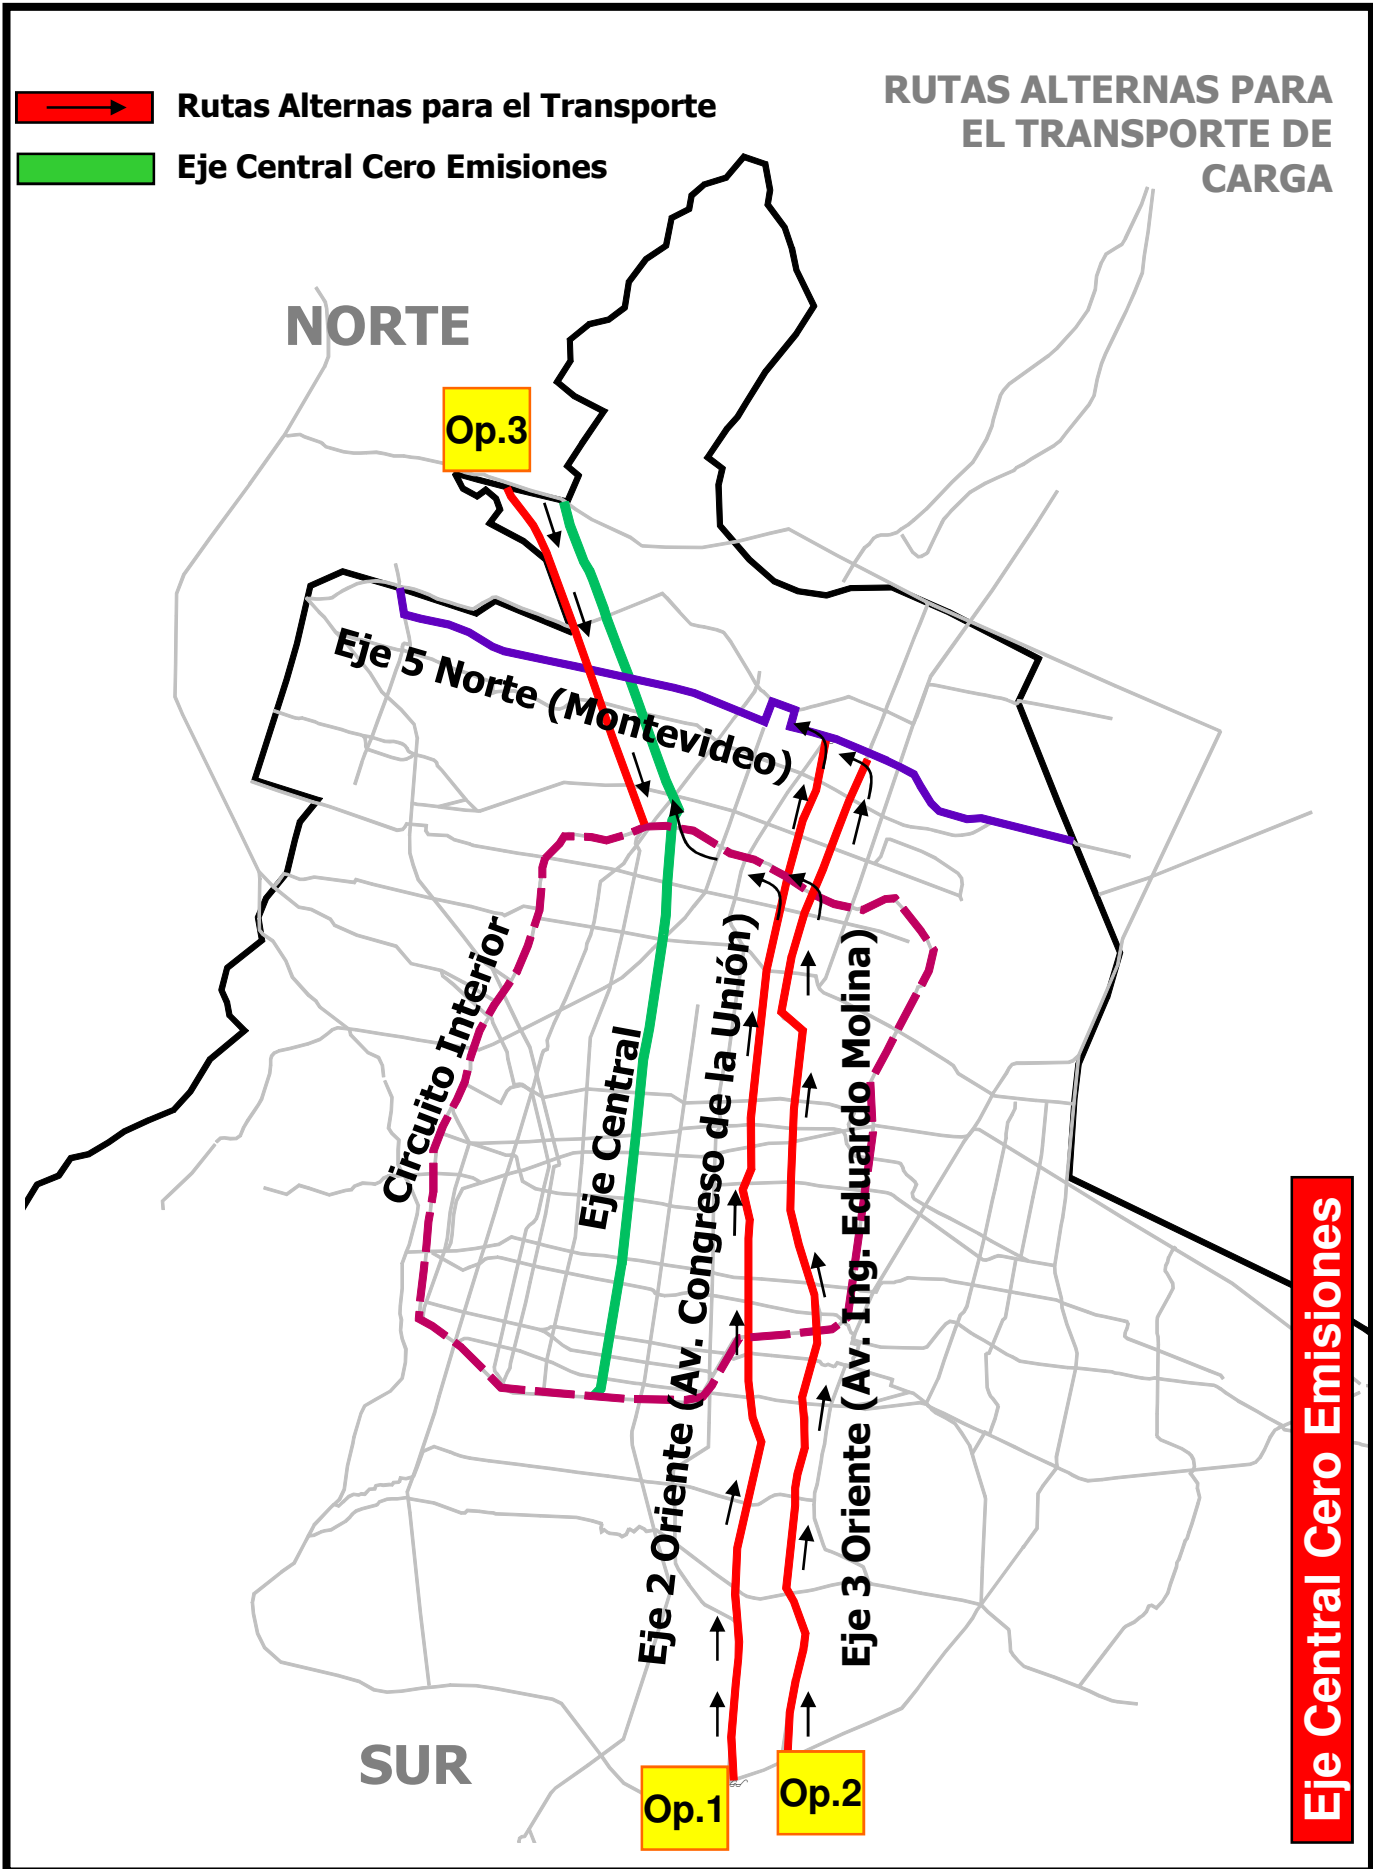 Rutas Alternas para el Transporte
Eje Central Cero Emisiones
RUTAS ALTERNAS PARA
EL TRANSPORTE DE
CARGA
NORTE
Op.3
Eje 5 Norte (Montevideo)
Circuito Interior
Eje Central
Eje 2 Oriente (Av. Congreso de la Unión)
Eje 3 Oriente (Av. Ing. Eduardo Molina)
SUR
Op.1
Op.2
Eje Central Cero Emisiones